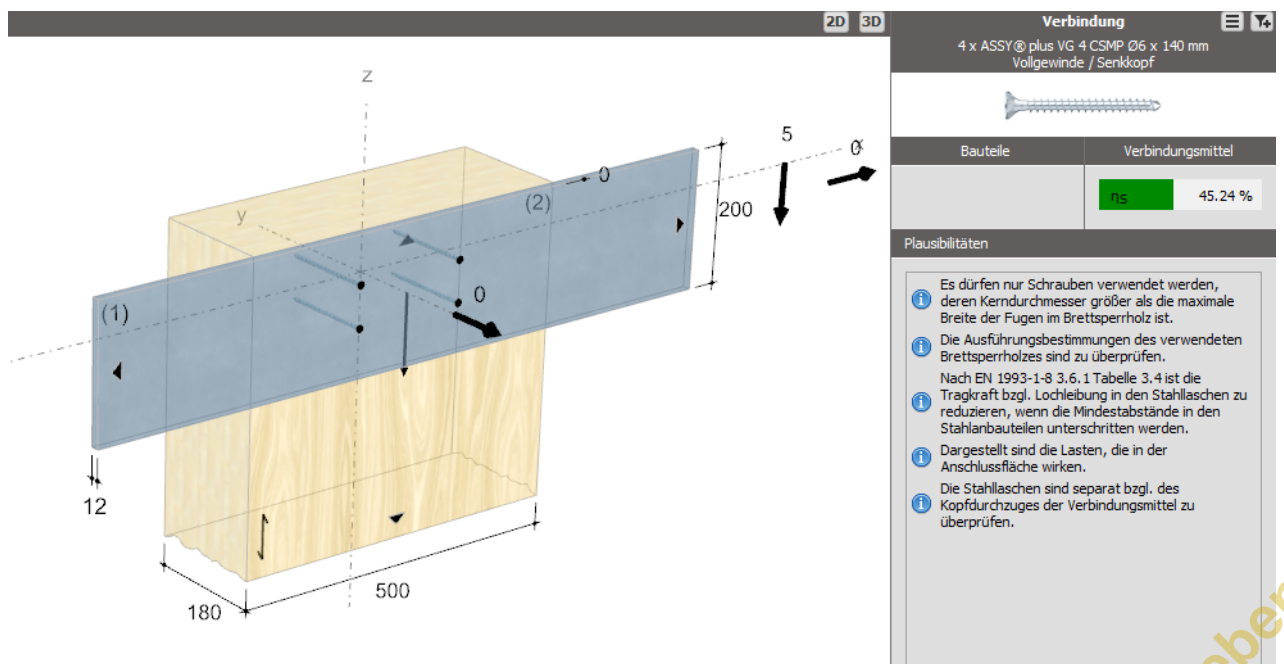 2D 3D
z
5
x
0
0
(2)
200
y
(1)
0
12
500
180
Verbindung
4 x ASSY® plus VG 4 CSMP Ø6 x 140 mm
Vollgewinde / Senkkopf
Bauteile Verbindungsmittel
ηs 45.24 %
Plausibilitäten
Es dürfen nur Schrauben verwendet werden,
deren Kerndurchmesser größer als die maximale
Breite der Fugen im Brettsperrholz ist.
Die Ausführungsbestimmungen des verwendeten
Brettsperrholzes sind zu überprüfen.
Nach EN 1993-1-8 3.6.1 Tabelle 3.4 ist die
Tragkraft bzgl. Lochleibung in den Stahllaschen zu
reduzieren, wenn die Mindestabstände in den
Stahlanbauteilen unterschritten werden.
Dargestellt sind die Lasten, die in der
Anschlussfläche wirken.
Die Stahllaschen sind separat bzgl. des
Kopfdurchzuges der Verbindungsmittel zu
überprüfen.